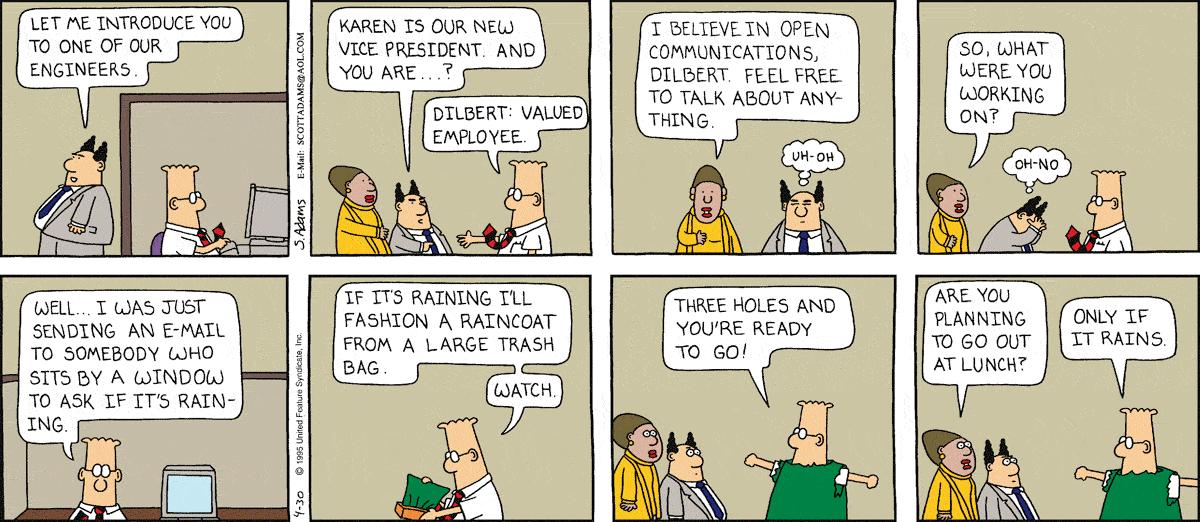 LET ME INTRODUCE YOU
TO ONE OF OUR
ENGINEERS.
E-Mail: SCOTTADAMS@AOL.COM
S.Adams
KAREN IS OUR NEW
VICE PRESIDENT. AND
YOU ARE...?
DILBERT: VALUED
EMPLOYEE.
I BELIEVE IN OPEN
COMMUNICATIONS,
DILBERT. FEEL FREE
TO TALK ABOUT ANY-
THING.
UH-OH
SO, WHAT
WERE YOU
WORKING
ON?
OH-NO
WELL... I WAS JUST
SENDING AN E-MAIL
TO SOMEBODY WHO
SITS BY A WINDOW
TO ASK IF IT'S RAIN-
ING.
4-30 © 1995 United Feature Syndicate, Inc.
IF IT'S RAINING I'LL
FASHION A RAINCOAT
FROM A LARGE TRASH
BAG.
WATCH.
THREE HOLES AND
YOU'RE READY
TO GO!
ARE YOU
PLANNING
TO GO OUT
AT LUNCH?
ONLY IF
IT RAINS.